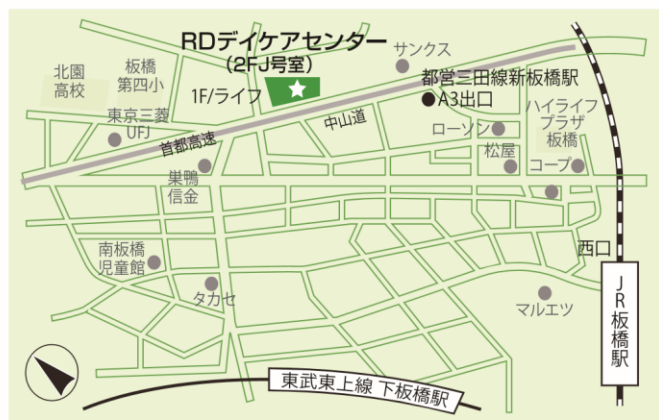 RDデイケアセンター
（2FJ号室）
1F/ライフ
サンクス
北園
高校
板橋
第四小
東京三菱
UFJ
首都高速
中山道
都営三田線新板橋駅
A3出口
ハイライフ
プラザ
板橋
ローソン
松屋
コープ
巣鴨
信金
南板橋
児童館
タカセ
西口
マルエツ
JR板橋駅
東武東上線 下板橋駅